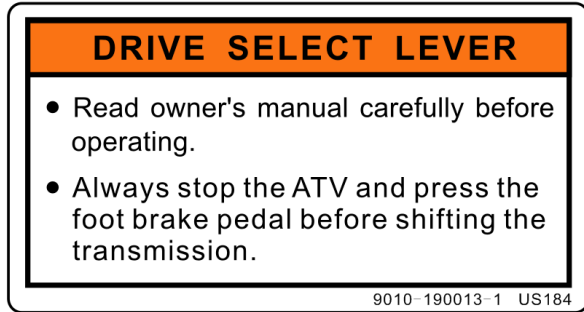 DRIVE SELECT LEVER
• Read owner's manual carefully before
operating.
• Always stop the ATV and press the
foot brake pedal before shifting the
transmission.
9010-190013-1 US184